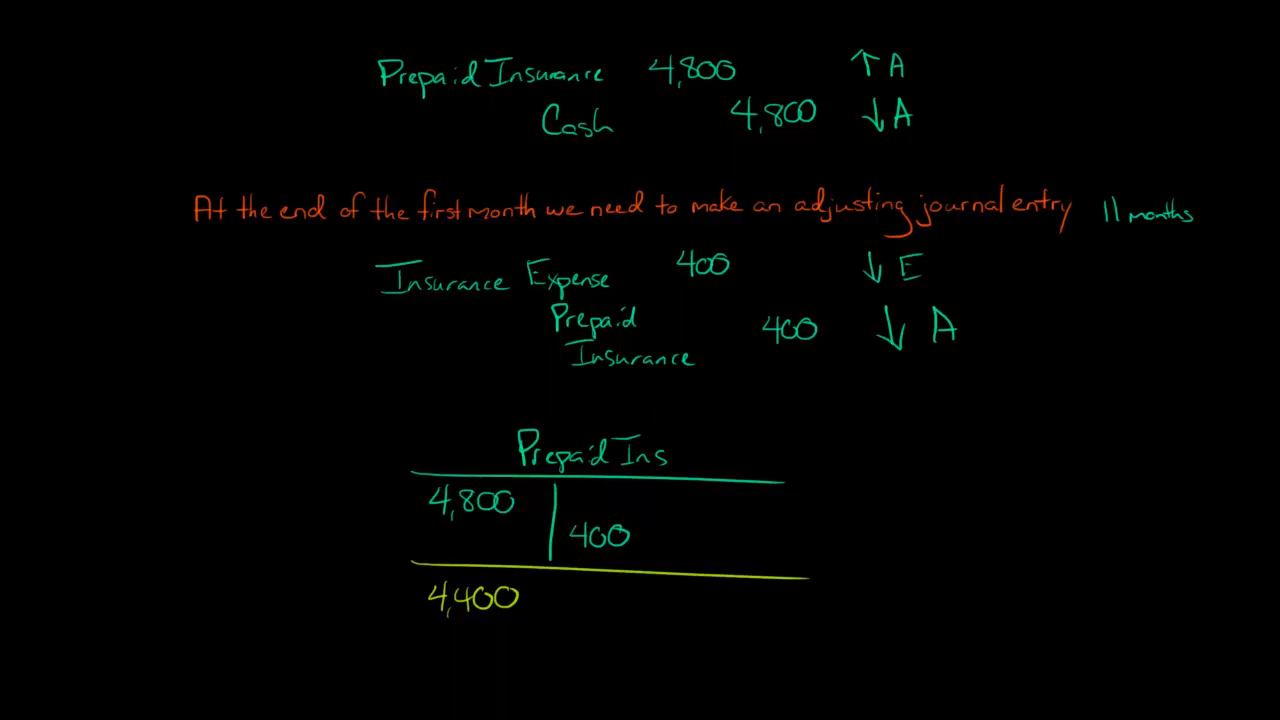 Prepaid Insurance 4,800 ↑ A
Cash 4,800 ↓ A
At the end of the first month we need to make an adjusting journal entry 11 months
Insurance Expense 400 ↓ E
Prepaid 400 ↓ A
Insurance
Prepaid Ins
4,800
400
4,400